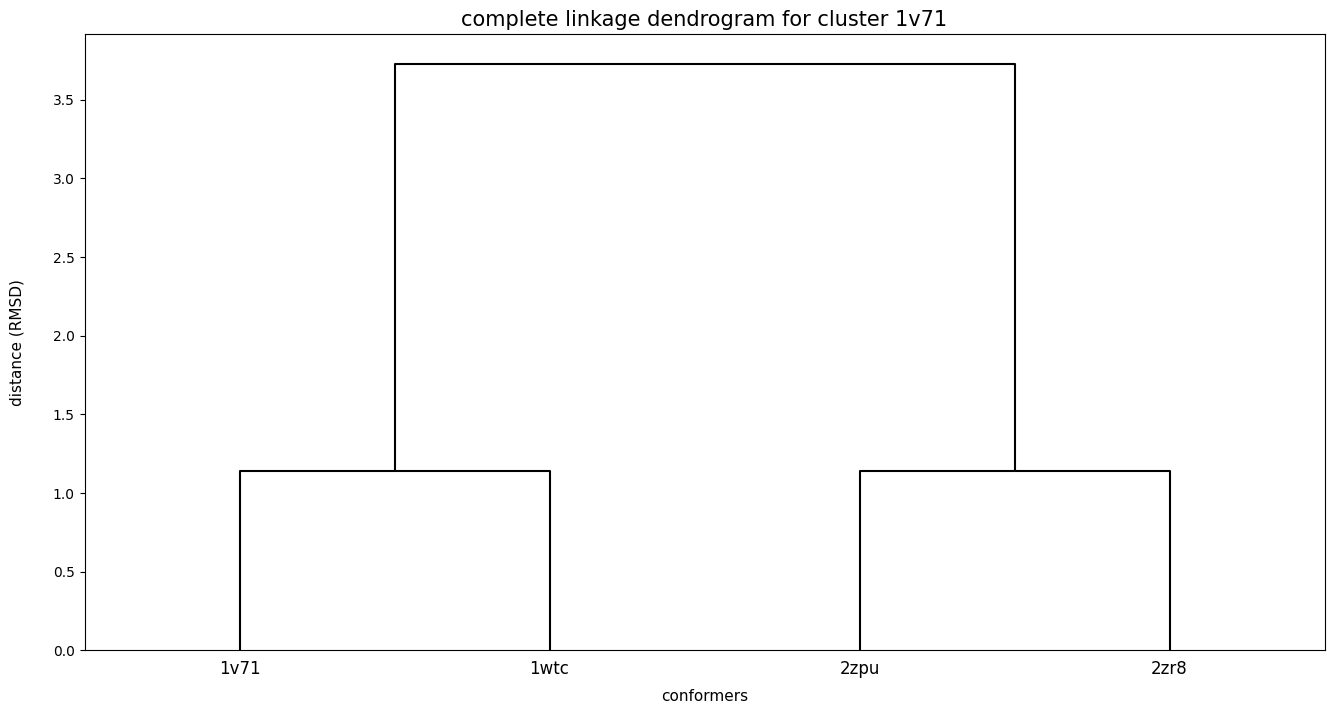 complete linkage dendrogram for cluster 1v71
3.5
3.0
2.5
2.0
1.5
1.0
0.5
0.0
distance (RMSD)
1v71 1wtc 2zpu 2zr8
conformers